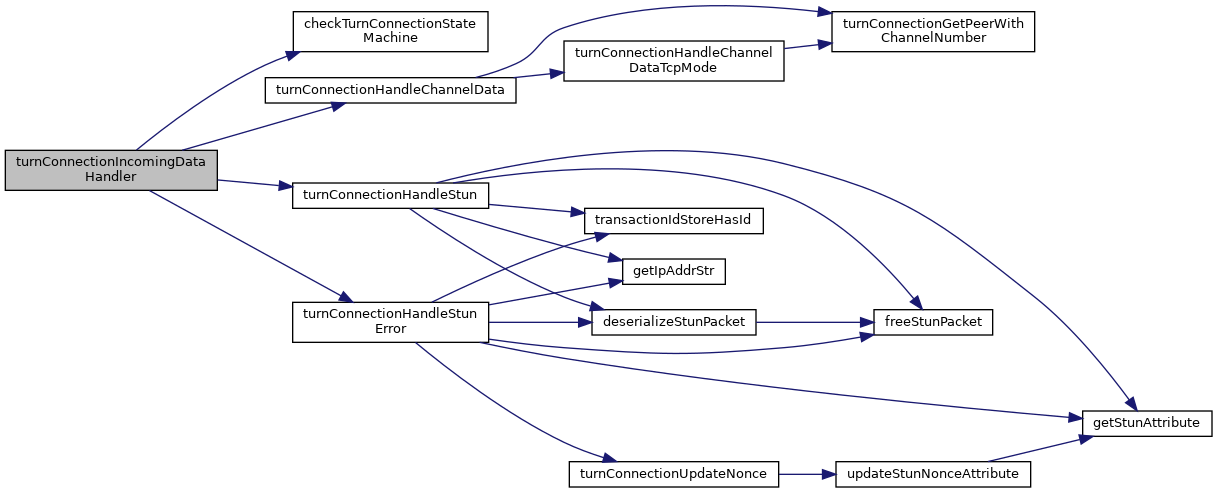 checkTurnConnectionState
Machine
turnConnectionGetPeerWith
ChannelNumber
turnConnectionHandleChannel
DataTcpMode
turnConnectionHandleChannelData
turnConnectionIncomingData
Handler
turnConnectionHandleStun
transactionIdStoreHasId
getIpAddrStr
turnConnectionHandleStun
Error
deserializeStunPacket
freeStunPacket
getStunAttribute
turnConnectionUpdateNonce
updateStunNonceAttribute